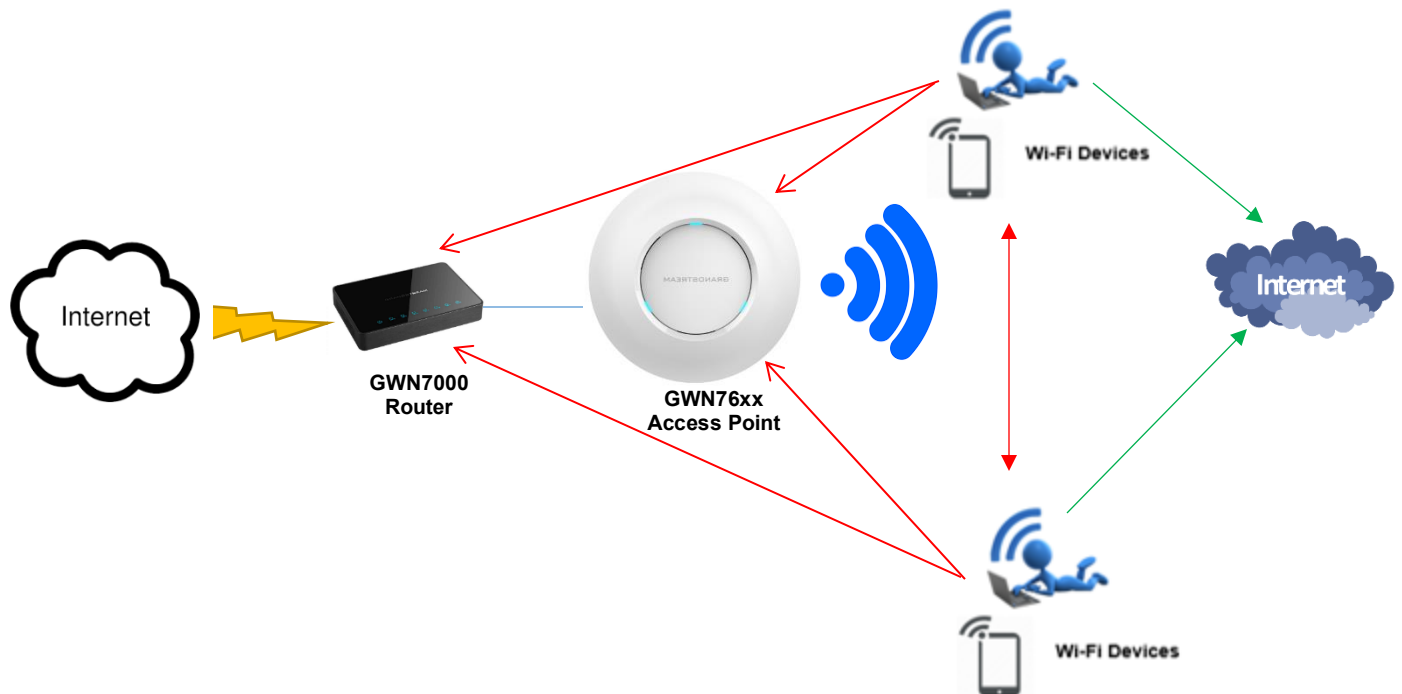 Wi-Fi Devices
Internet
Internet
GWN7000
Router
GWN76xx
Access Point
Wi-Fi Devices